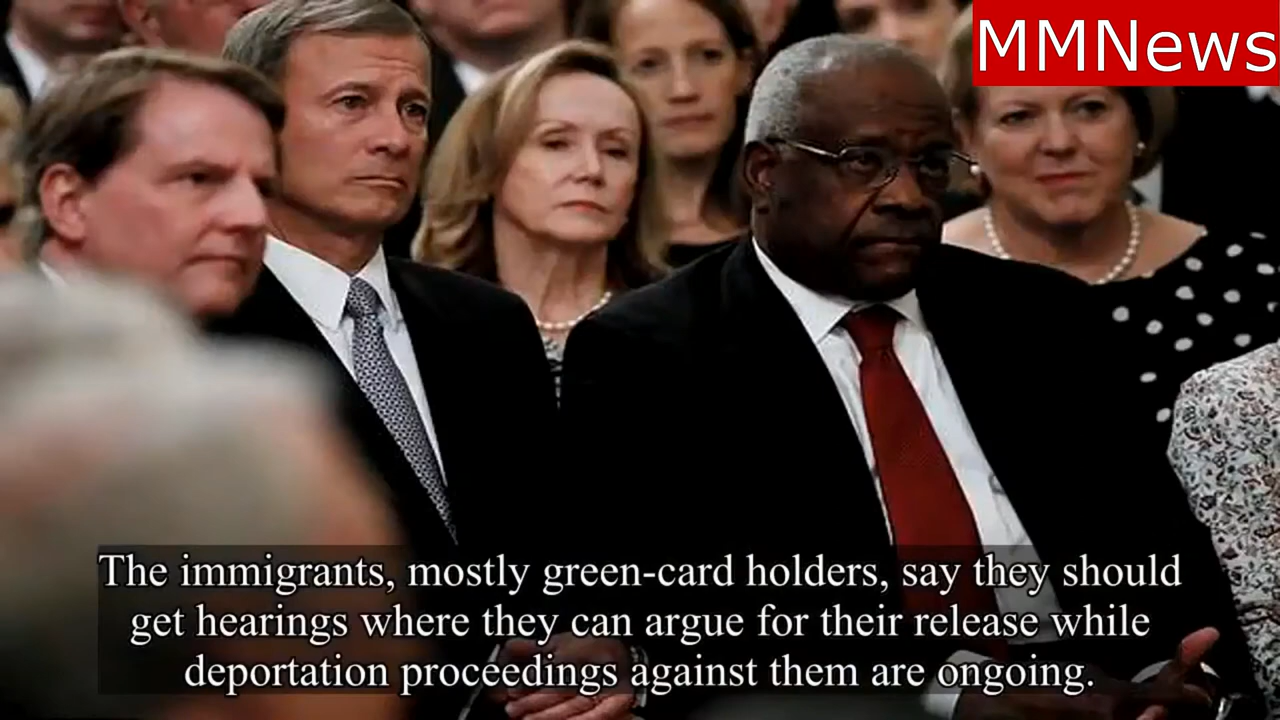 MMNews
The immigrants, mostly green-card holders, say they should
get hearings where they can argue for their release while
deportation proceedings against them are ongoing.